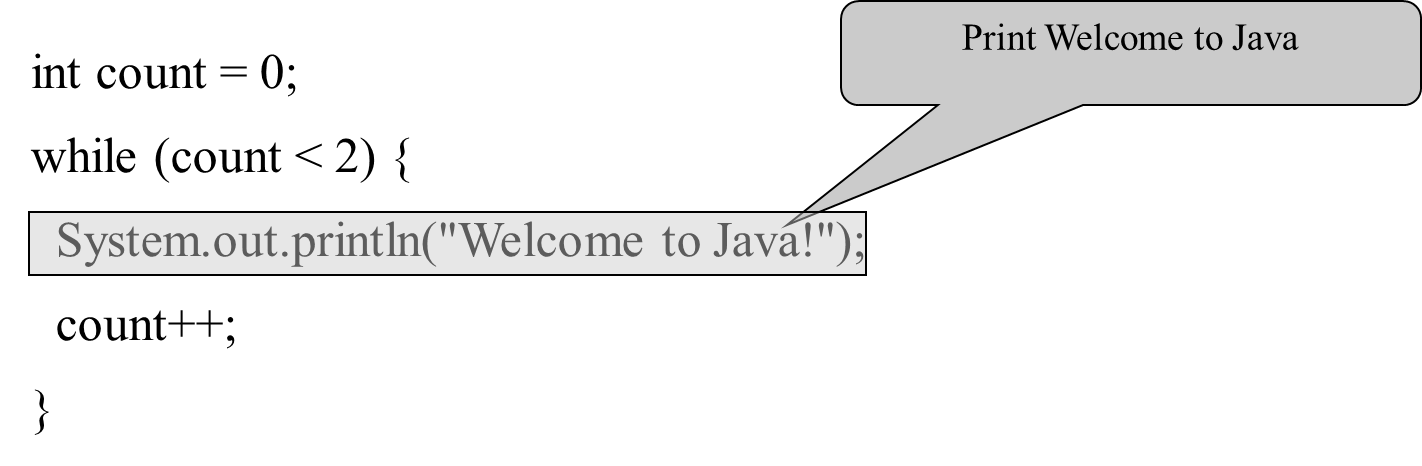 Print Welcome to Java
int count = 0;
while (count < 2) {
System.out.println("Welcome to Java!");
count++;
}